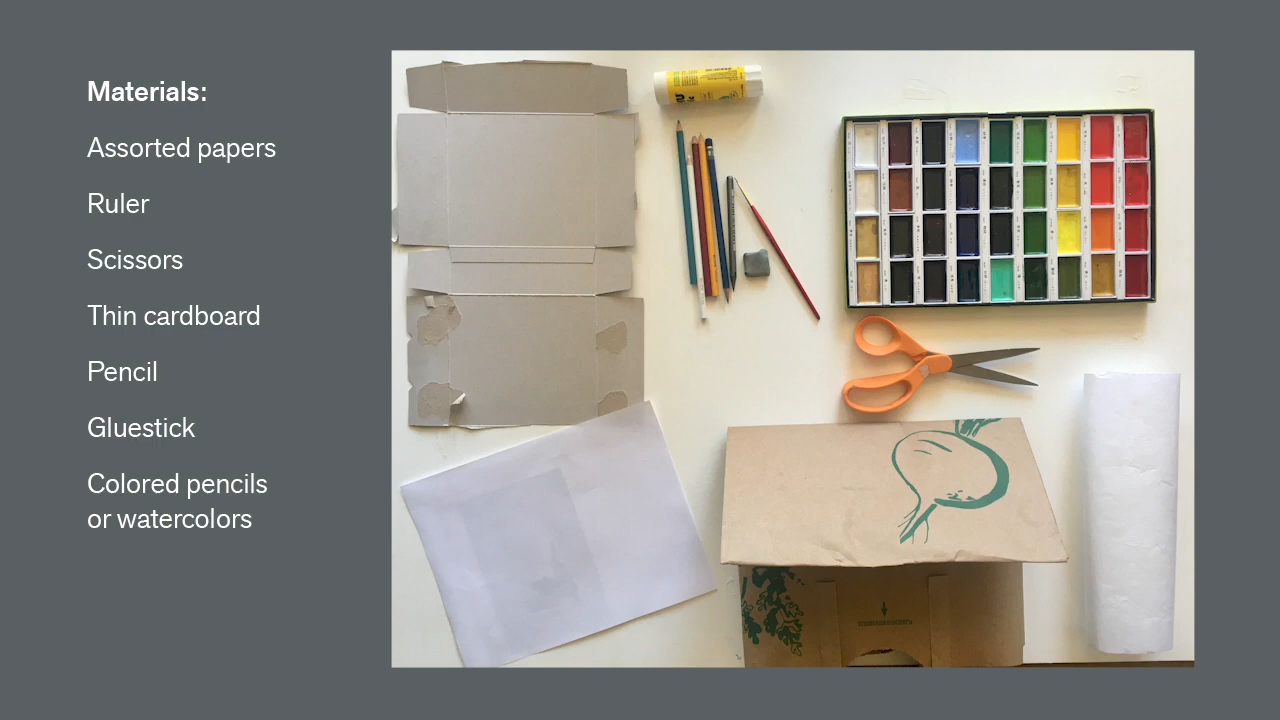 Materials:
Assorted papers
Ruler
Scissors
Thin cardboard
Pencil
Gluestick
Colored pencils
or watercolors